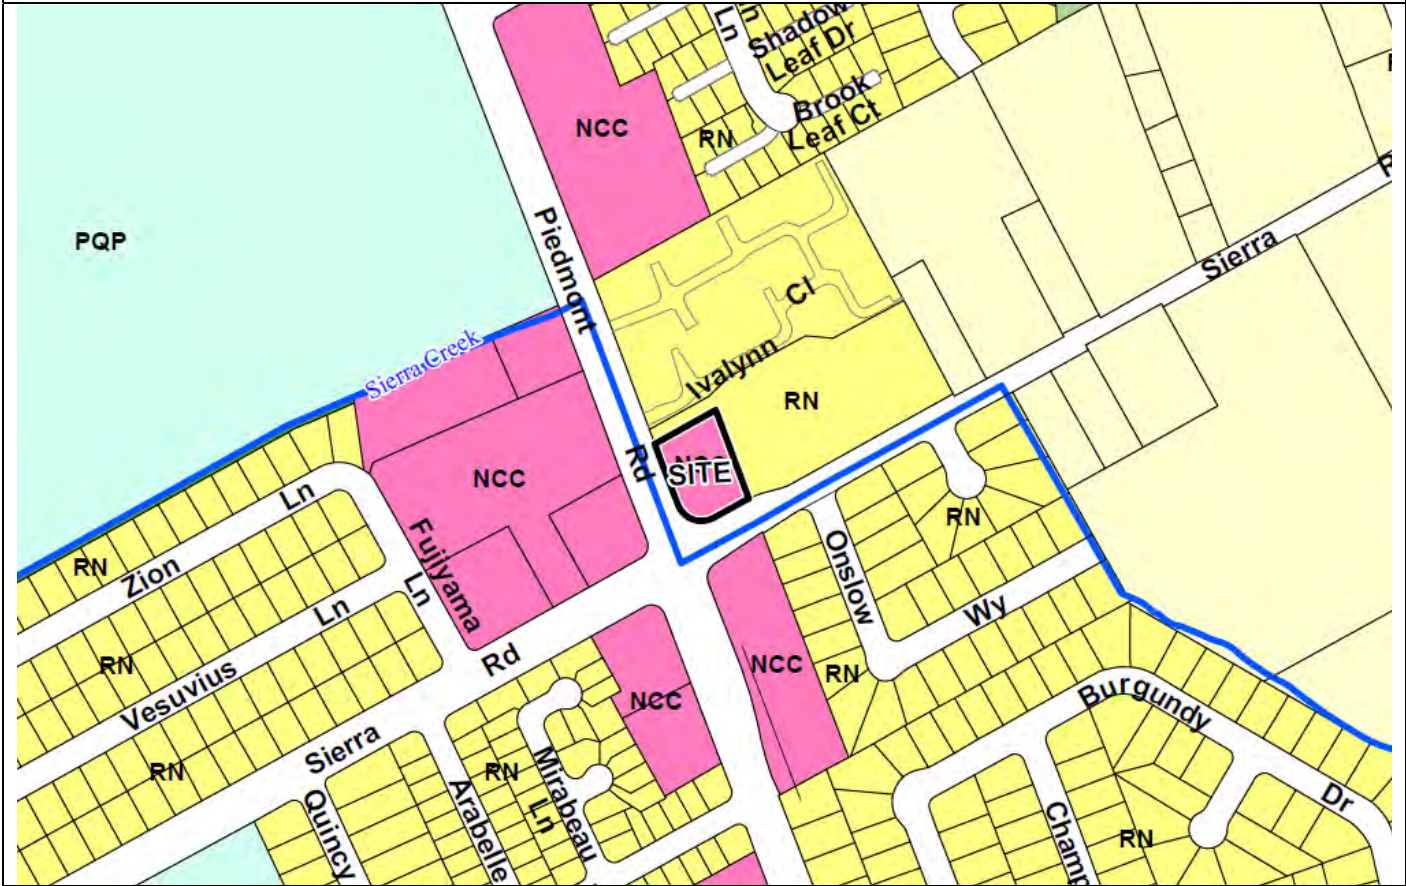 Ln
Shadow
Leaf Dr
Brook
Leaf Ct
NCC
RN
PQP
Piedmont
Sierra
Cl
Ivalynn
Sierra Creek
RN
Rd
SITE
NCC
Ln
RN
Zion
Fujiyama
Ln
Onslow
RN
Ln
Wy
Rd
RN
Vesuvius
NCC
RN
NCC
Burgundy
Sierra
RN
RN
Mirabeau
Ln
Arabelle
Quincy
Dr
Champ
RN